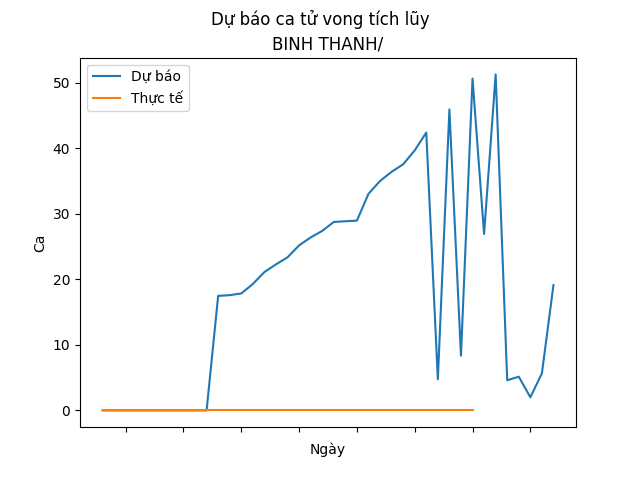 Dự báo ca tử vong tích lũy
BINH THANH/
Dự báo
Thực tế
50
40
30
20
10
0
Ca
Ngày